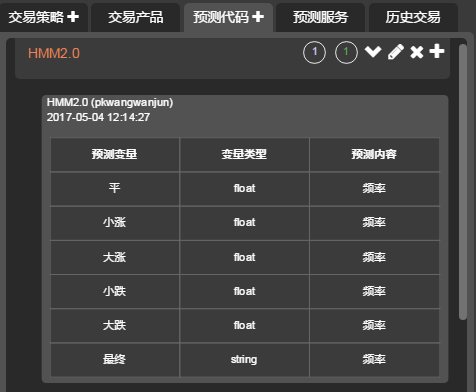 交易策略 交易产品 预测代码 预测服务 历史交易
HMM2.0 1 1
HMM2.0 (pkwangwanjun)
2017-05-04 12:14:27
预测变量 变量类型 预测内容
平 float 频率
小涨 float 频率
大涨 float 频率
小跌 float 频率
大跌 float 频率
最终 string 频率